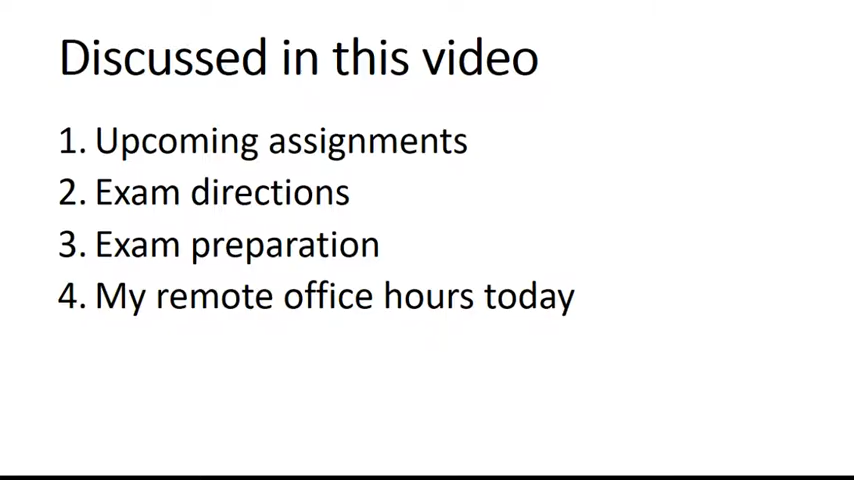 Discussed in this video
1. Upcoming assignments
2. Exam directions
3. Exam preparation
4. My remote office hours today